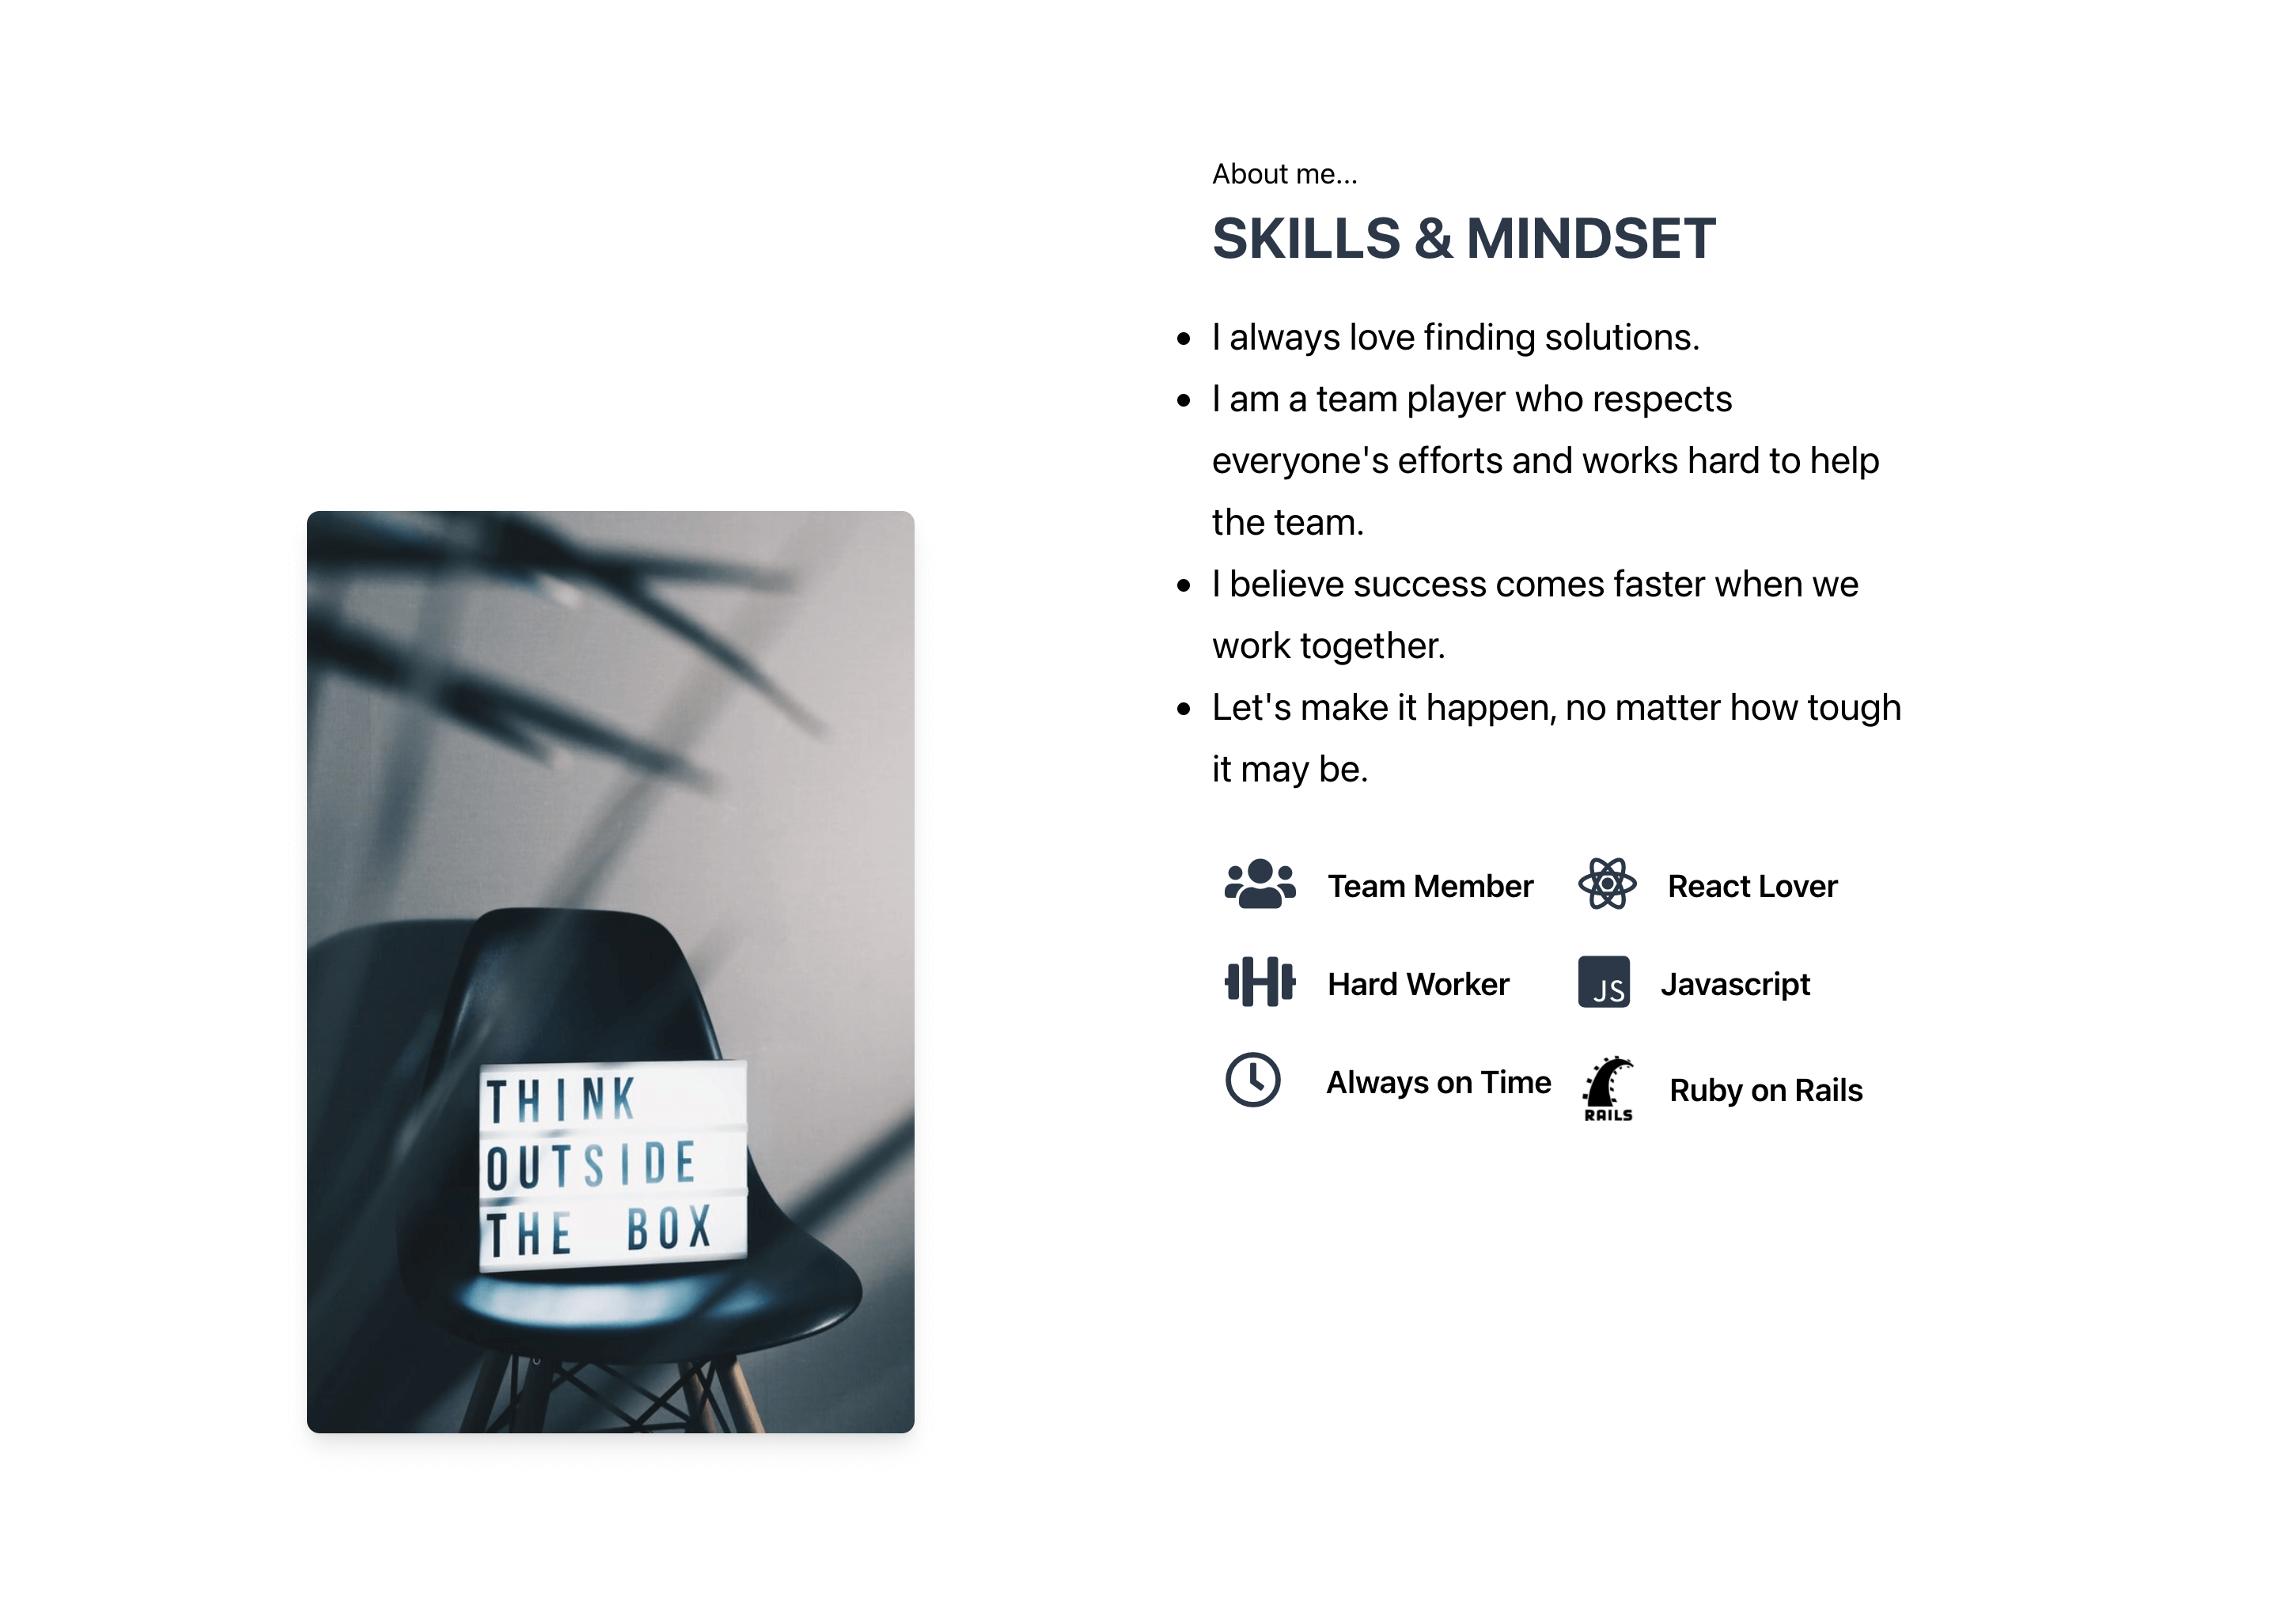 About me...
SKILLS & MINDSET
I always love finding solutions.
I am a team player who respects
everyone's efforts and works hard to help
the team.
I believe success comes faster when we
work together.
Let's make it happen, no matter how tough
it may be.
Team Member
React Lover
Hard Worker
JS
Javascript
Always on Time
RAILS
Ruby on Rails
THINK
OUTSIDE
THE BOX